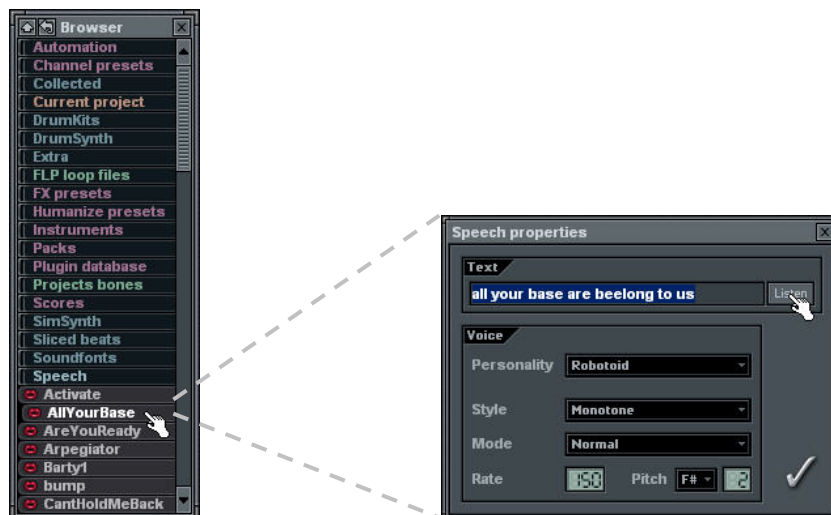 Browser
Automation
Channel presets
Collected
Current project
DrumKits
DrumSynth
Extra
FLP loop files
FX presets
Humanize presets
Instruments
Packs
Plugin database
Projects bones
Scores
SimSynth
Sliced beats
Soundfonts
Speech
Activate
AllYourBase
AreYouReady
Arpegiator
Barty1
bump
CantHoldMeBack
Speech properties
Text
all your base are beelong to us
Listen
Voice
Personality Robotoid
Style Monotone
Mode Normal
Rate 150 Pitch F# 2